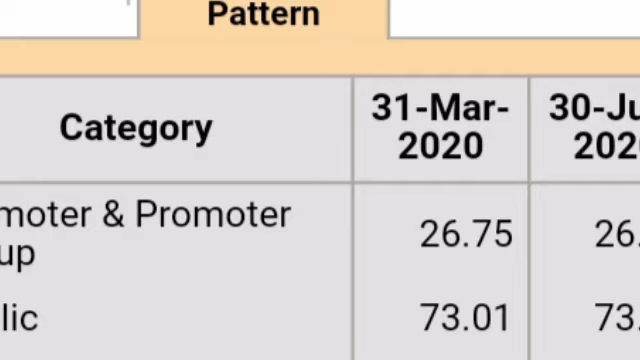 Pattern
Category
31-Mar-
2020
30-Ju
202
moter & Promoter
up
26.75
26.
lic
73.01
73.